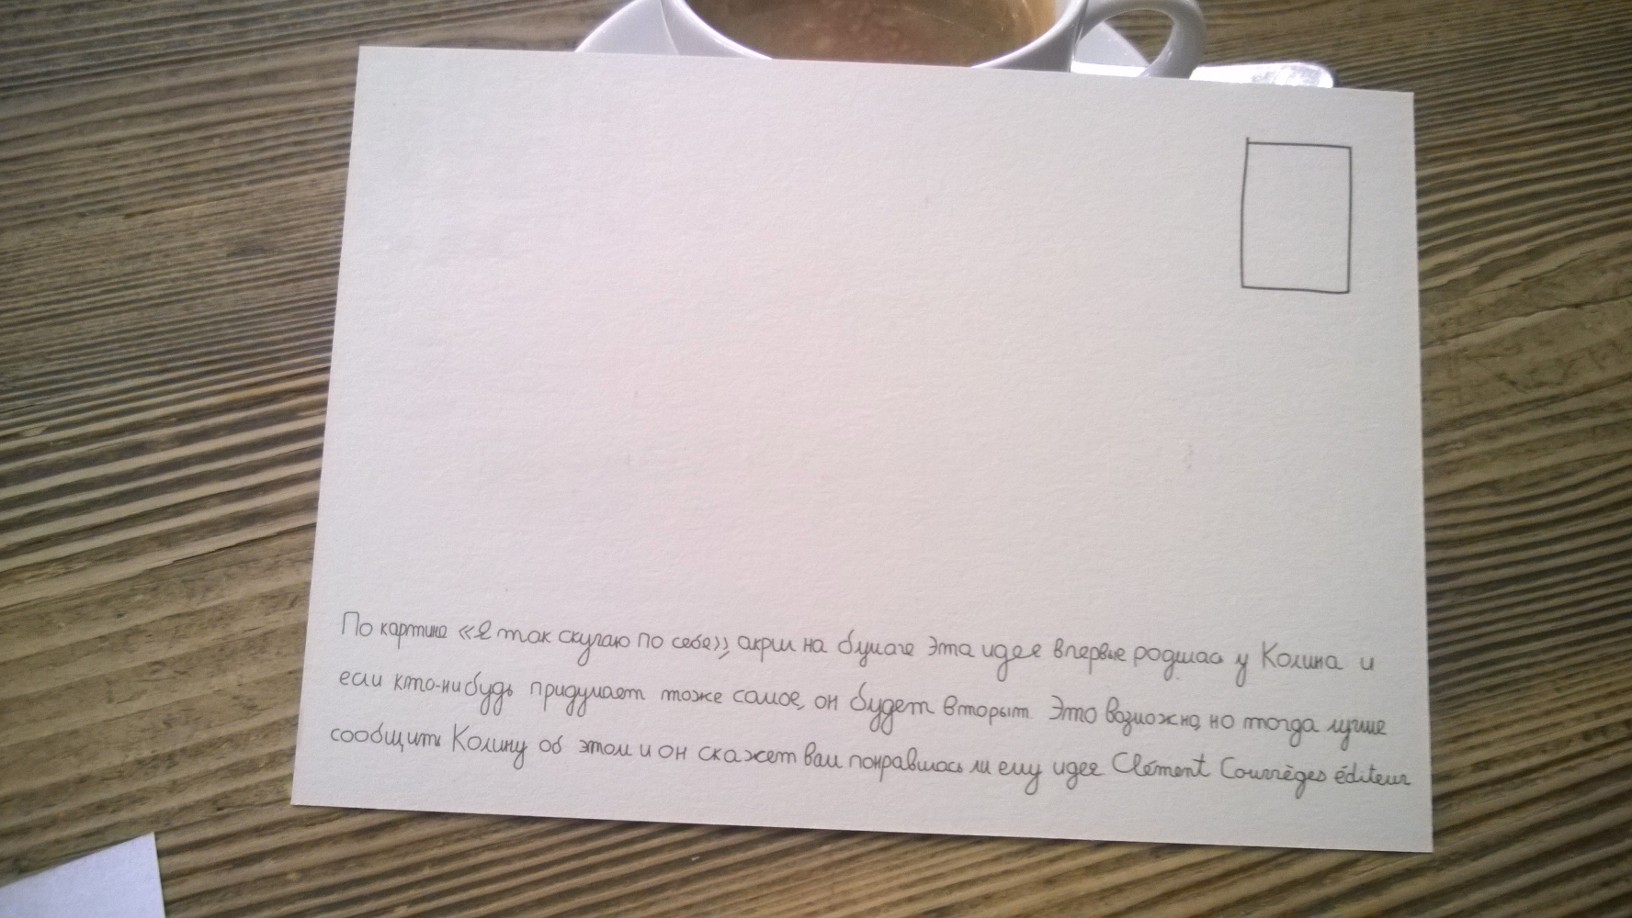 По картине «Я так скучаю по себе», акрил на бумаге Эта идея впервые родилась у Колина и
если кто-нибудь придумает тоже самое, он будет вторым. Это возможно, но тогда лучше
сообщить Колину об этом и он скажет вам понравилась ли ему идея Clément Courrèges éditeur